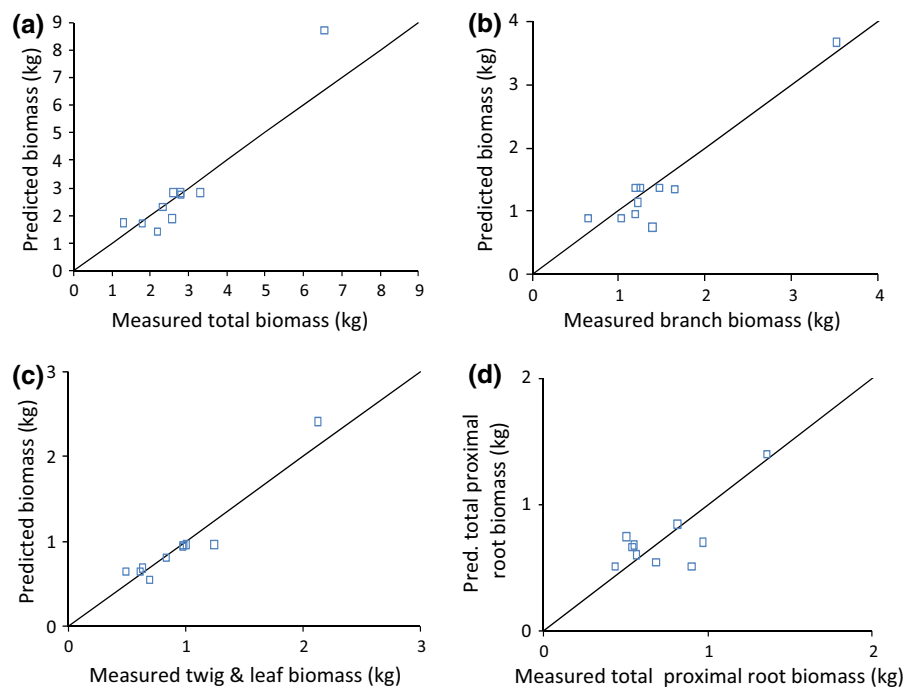 (a)
Predicted biomass (kg)
9
8
7
6
5
4
3
2
1
0
0 1 2 3 4 5 6 7 8 9
Measured total biomass (kg)
(b)
Predicted biomass (kg)
4
3
2
1
0
0 1 2 3 4
Measured branch biomass (kg)
(c)
Predicted biomass (kg)
3
2
1
0
0 1 2 3
Measured twig & leaf biomass (kg)
(d)
Pred. total proximal
root biomass (kg)
2
1
0
0 1 2
Measured total proximal root biomass (kg)